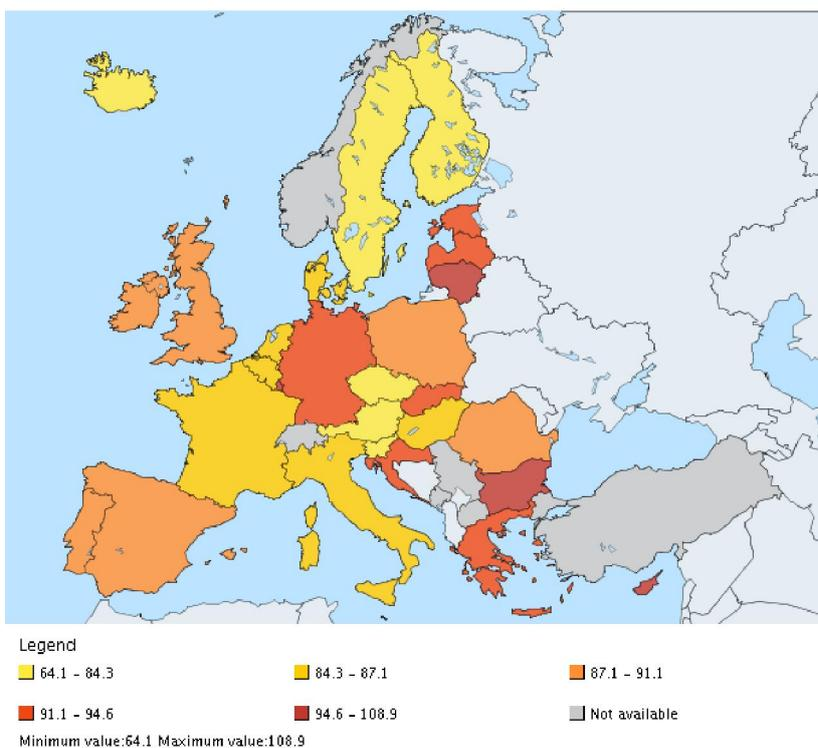 Legend
64.1 - 84.3 84.3 - 87.1 87.1 - 91.1
91.1 - 94.6 94.6 - 108.9 Not available
Minimum value:64.1 Maximum value:108.9